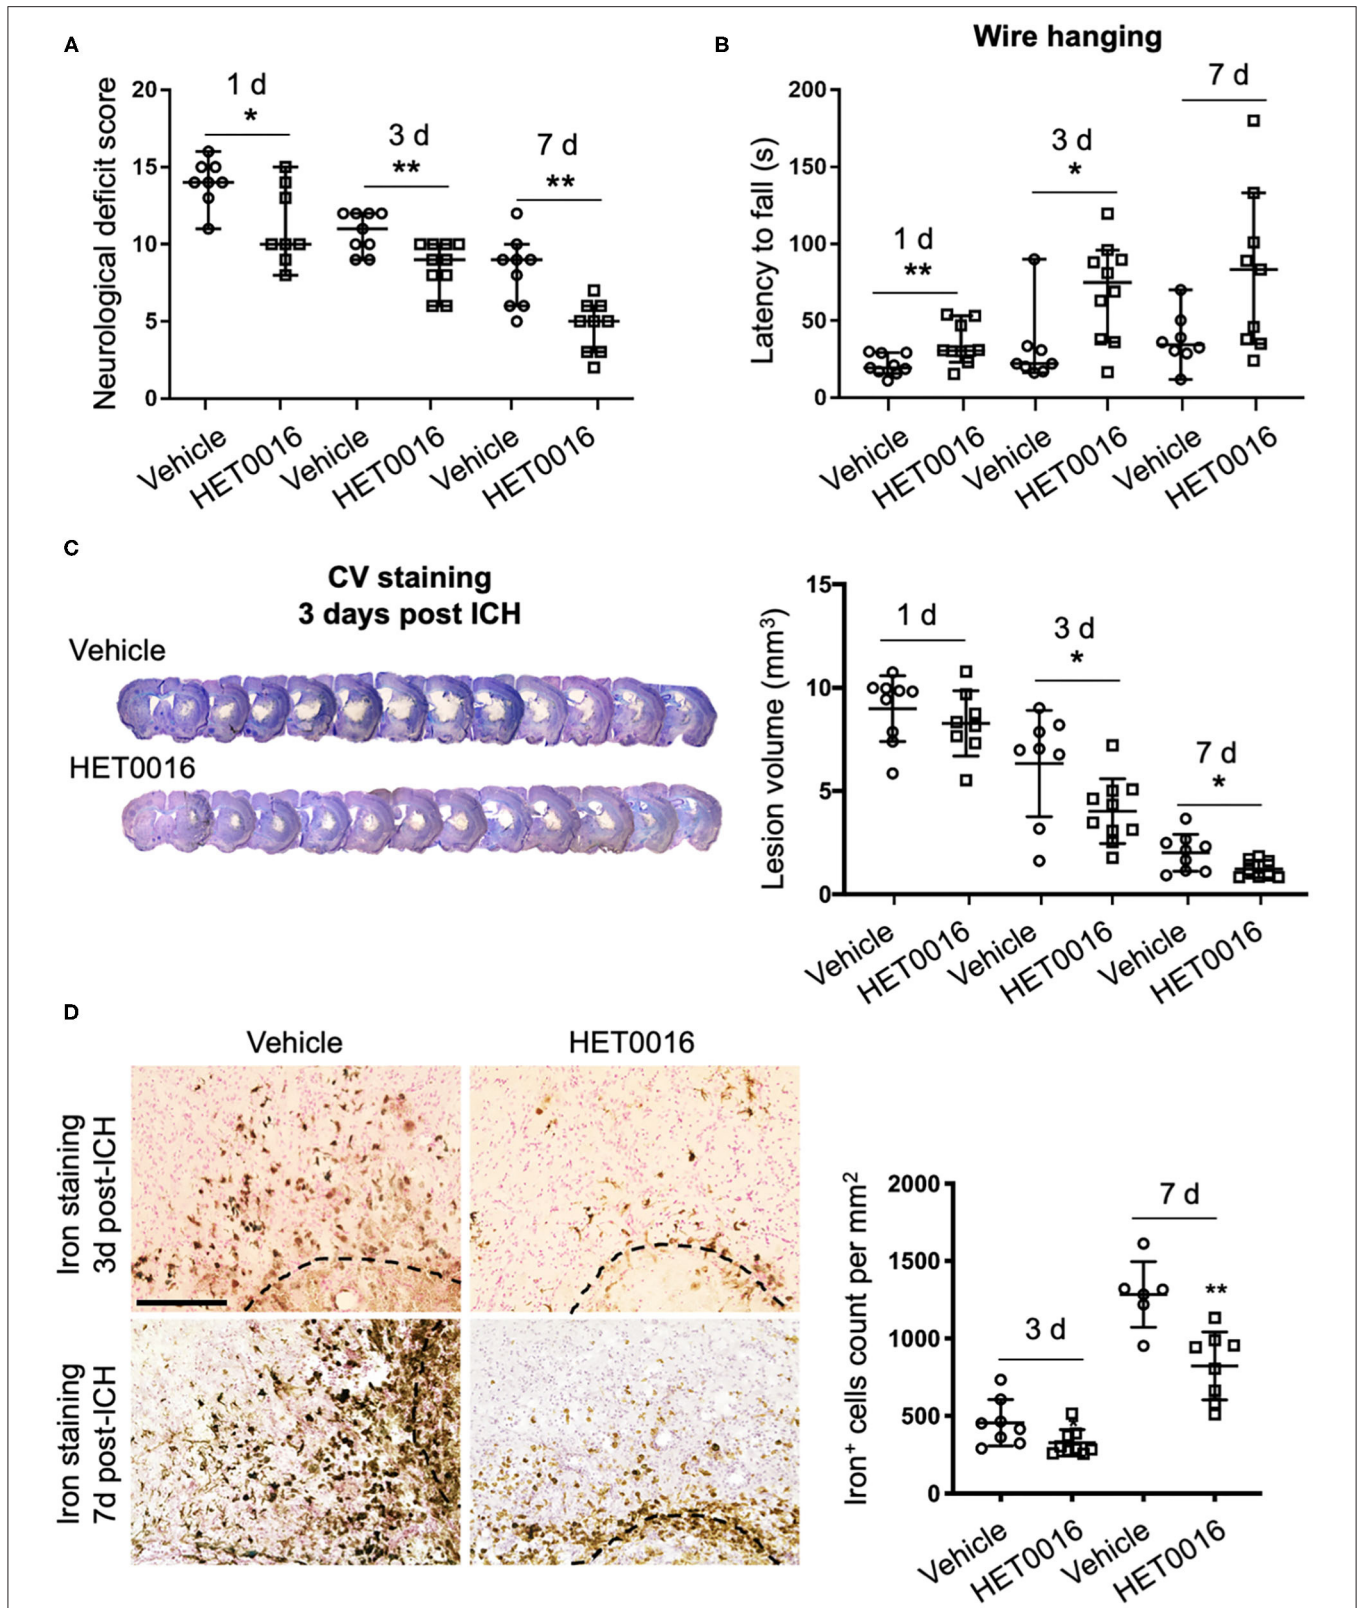 A
Neurological deficit score
20
15
10
5
0
1 d
*
3 d
**
7 d
**
Vehicle
HET0016
Vehicle
HET0016
Vehicle
HET0016
B
Wire hanging
Latency to fall (s)
200
150
100
50
0
1 d
**
3 d
*
7 d
Vehicle
HET0016
Vehicle
HET0016
Vehicle
HET0016
C
CV staining
3 days post ICH
Vehicle
HET0016
Lesion volume (mm³)
15
10
5
0
1 d
3 d
*
7 d
*
Vehicle
HET0016
Vehicle
HET0016
Vehicle
HET0016
D
Vehicle
HET0016
Iron staining
3d post-ICH
Iron staining
7d post-ICH
Iron⁺ cells count per mm²
2000
1500
1000
500
0
3 d
*
7 d
**
Vehicle
HET0016
Vehicle
HET0016